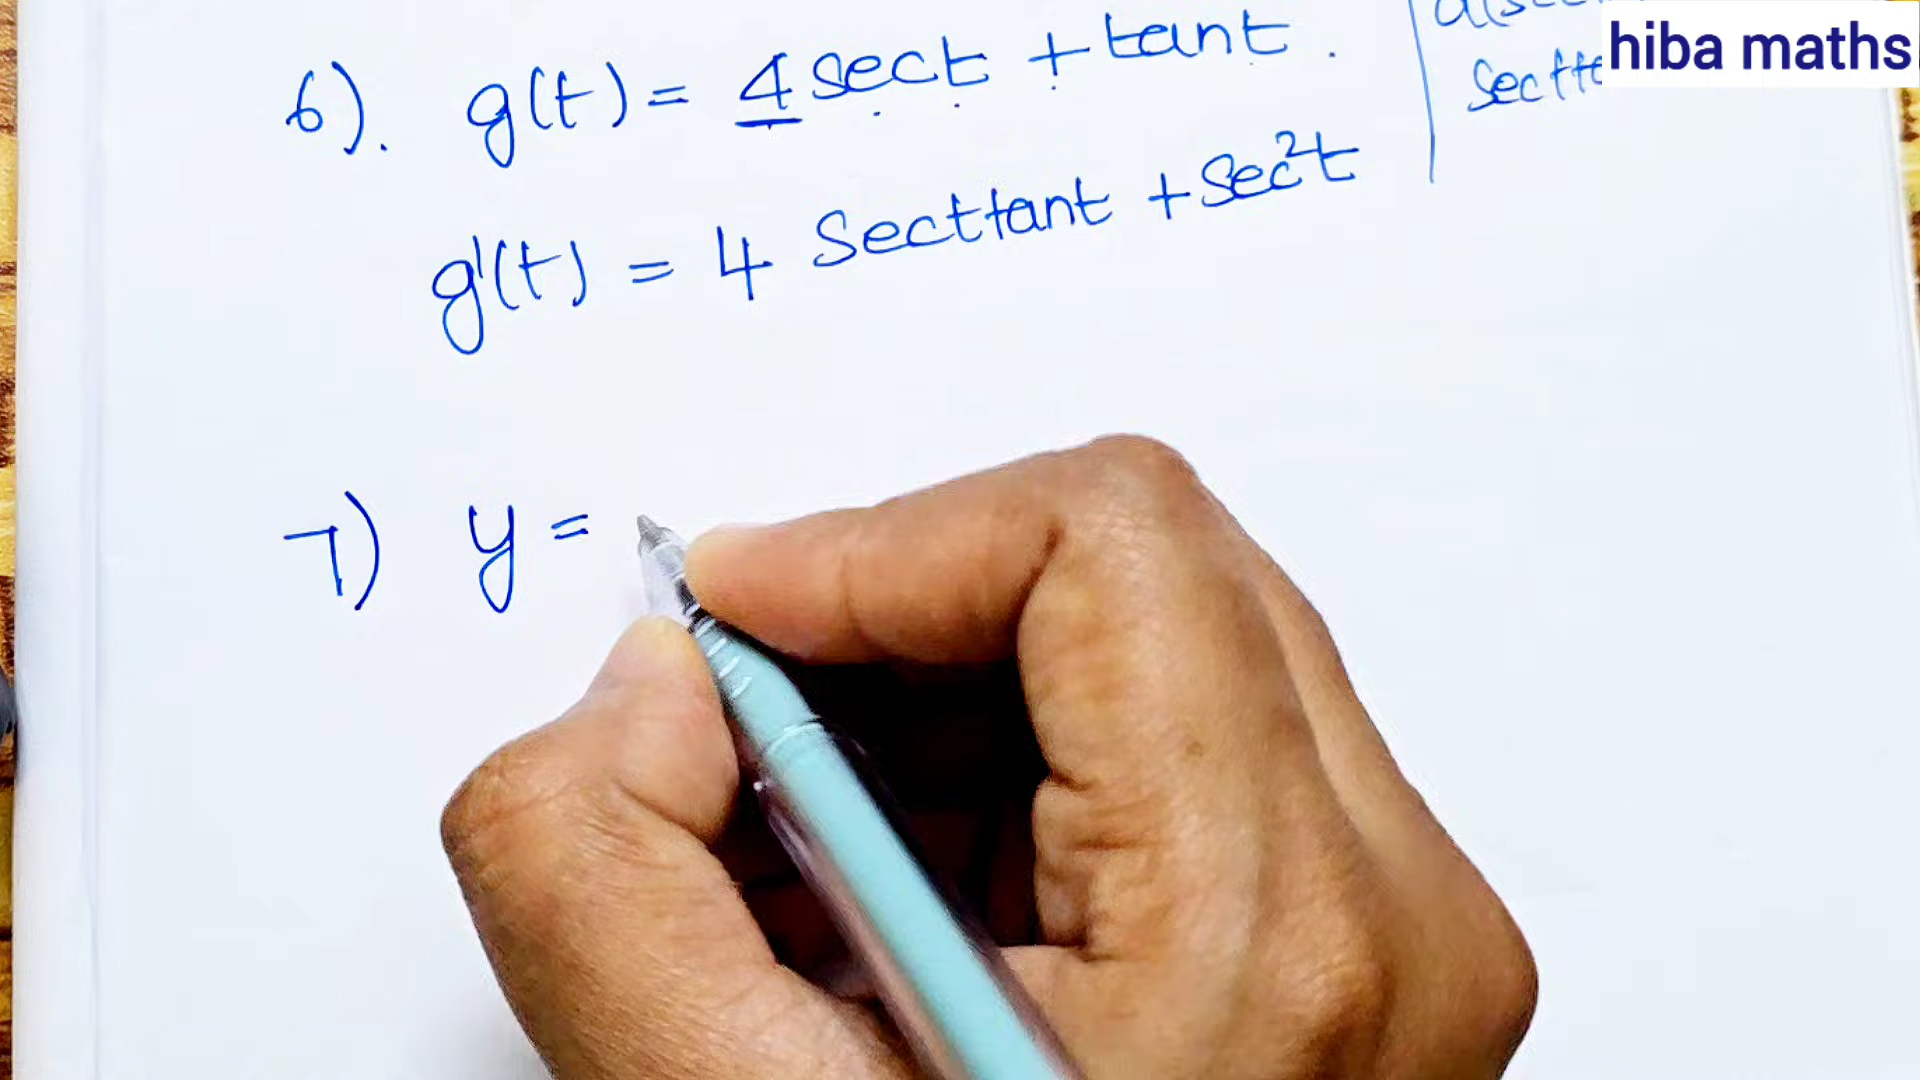 6). g(t) = 4 sect + tant .
hiba maths
g'(t) = 4 secttant + sec²t
7) y =